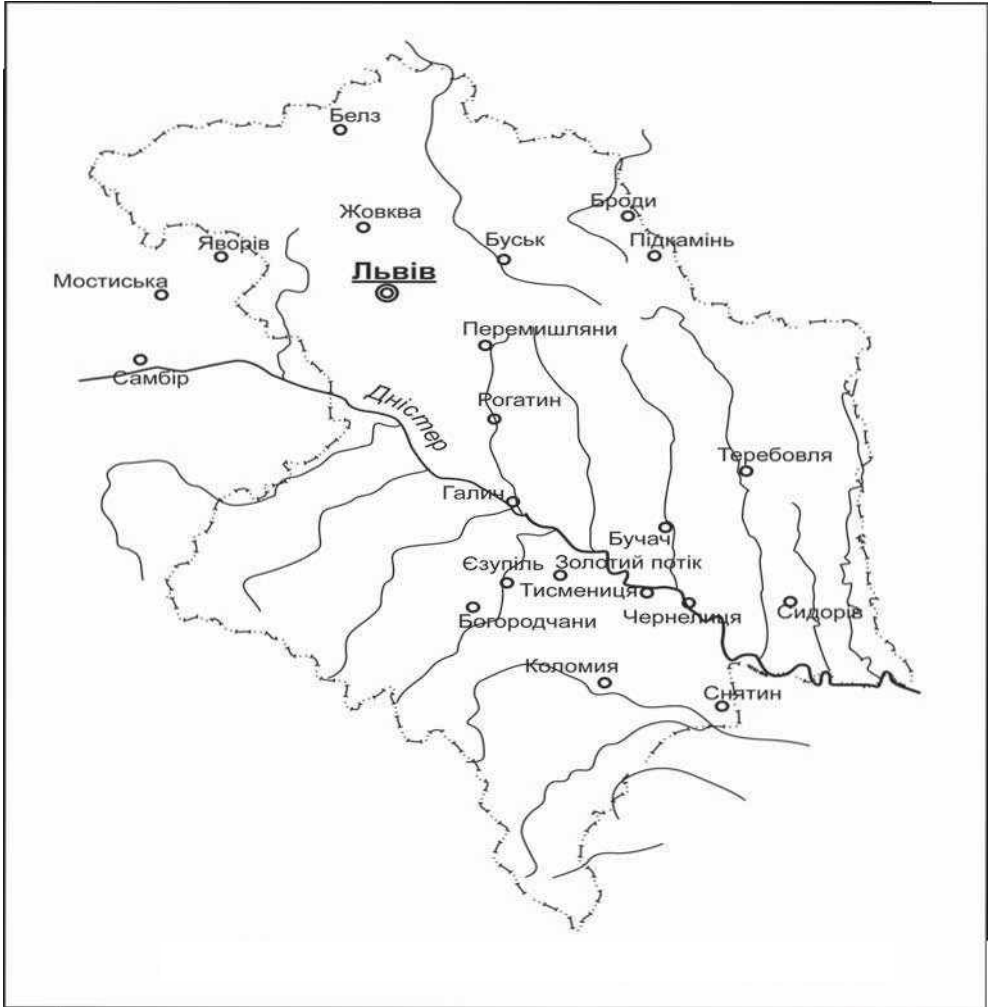 Белз
Броди
Жовква
Буськ
Підкамінь
Яворів
Львів
Мостиська
Перемишляни
Самбір
Дністер
Рогатин
Теребовля
Галич
Бучач
Єзупіль
Золотий потік
Тисмениця
Богородчани
Чернелиця
Сидорів
Коломия
Снятин